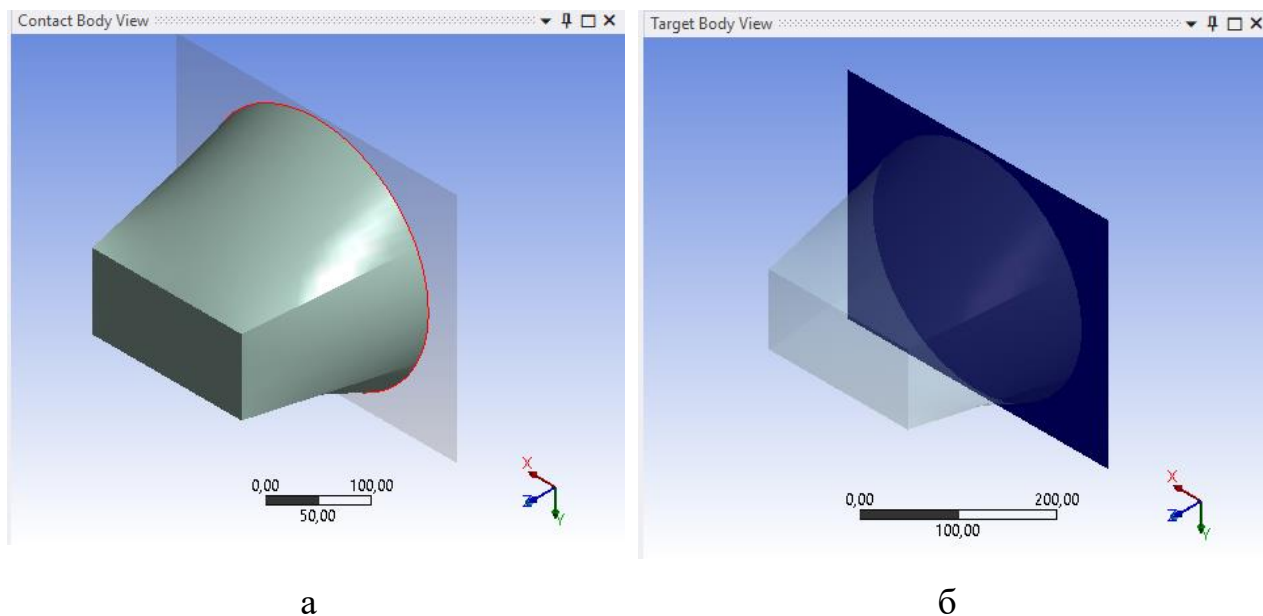 Contact Body View
X
Z
Y
0,00 100,00
50,00
а
Target Body View
X
Z
Y
0,00 200,00
100,00
б